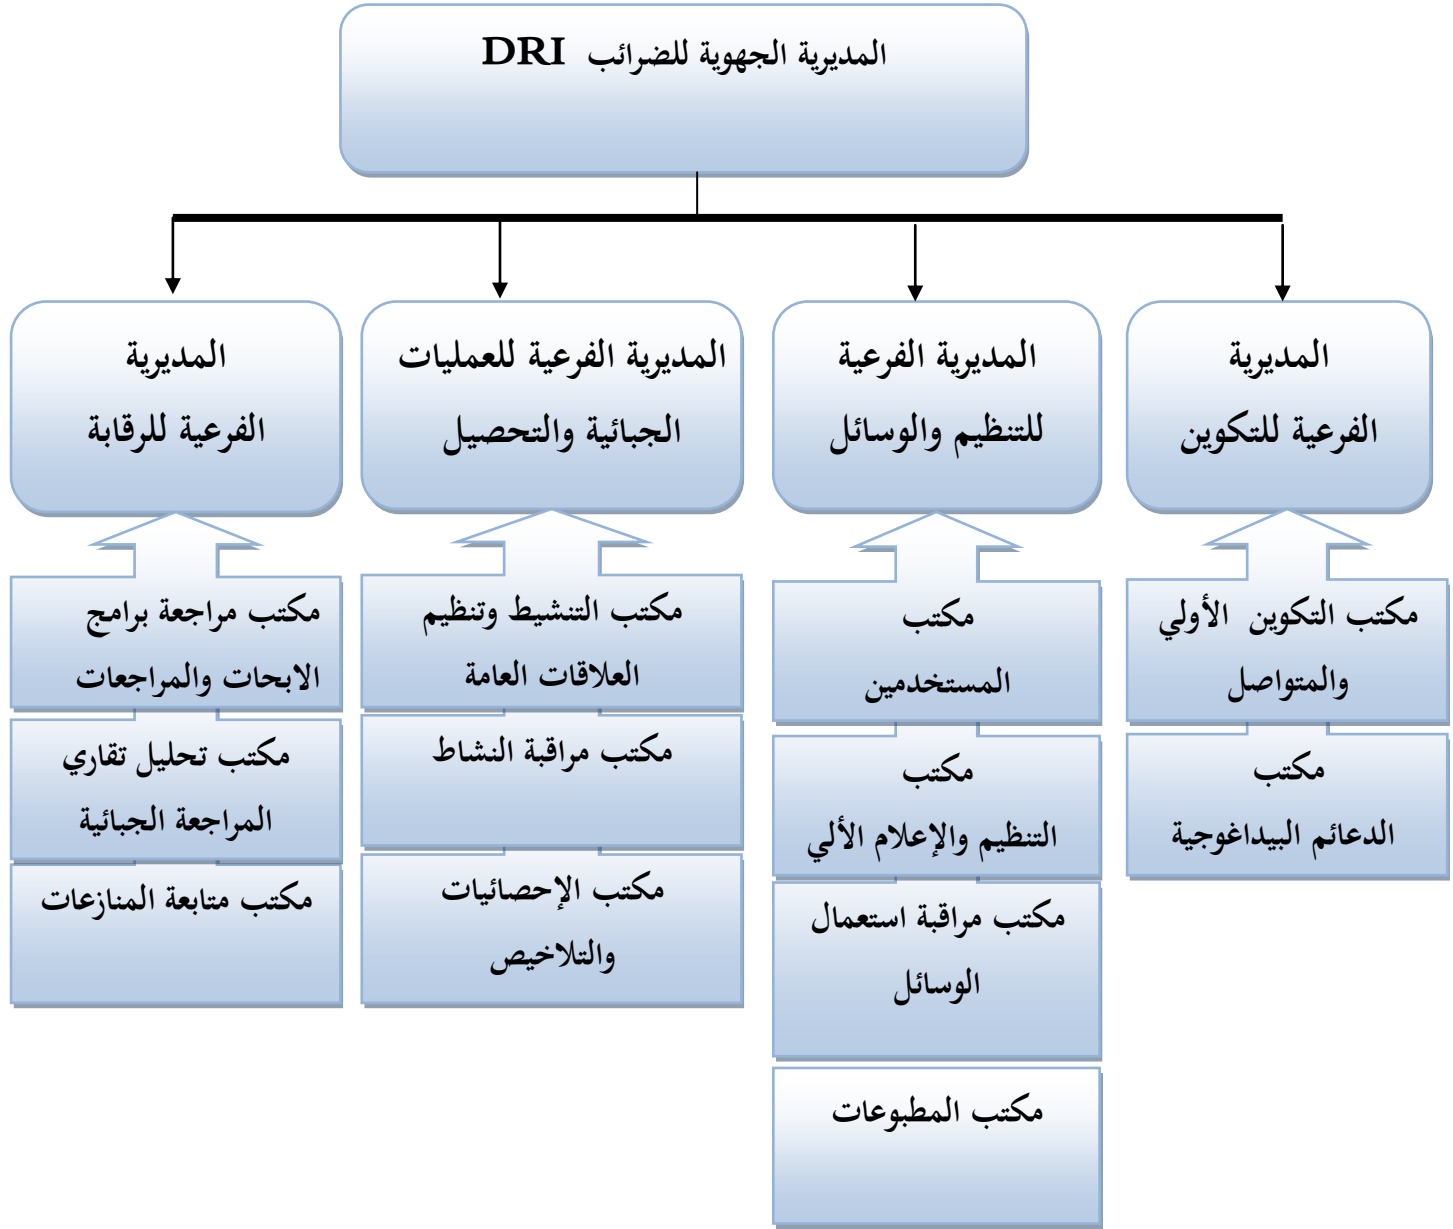 المديرية الجهوية للضرائب DRI
المديرية
الفرعية للتكوين
المديرية الفرعية
للتنظيم والوسائل
المديرية الفرعية للعمليات
الجبائية والتحصيل
المديرية
الفرعية للرقابة
مكتب التكوين الأولي
والمتواصل
مكتب
الدعائم البيداغوجية
مكتب
المستخدمين
مكتب
التنظيم والإعلام الألي
مكتب مراقبة استعمال
الوسائل
مكتب المطبوعات
مكتب التنشيط وتنظيم
العلاقات العامة
مكتب مراقبة النشاط
مكتب الإحصائيات
والتلاخيص
مكتب مراجعة برامج
الابحات والمراجعات
مكتب تحليل تقاري
المراجعة الجبائية
مكتب متابعة المنازعات